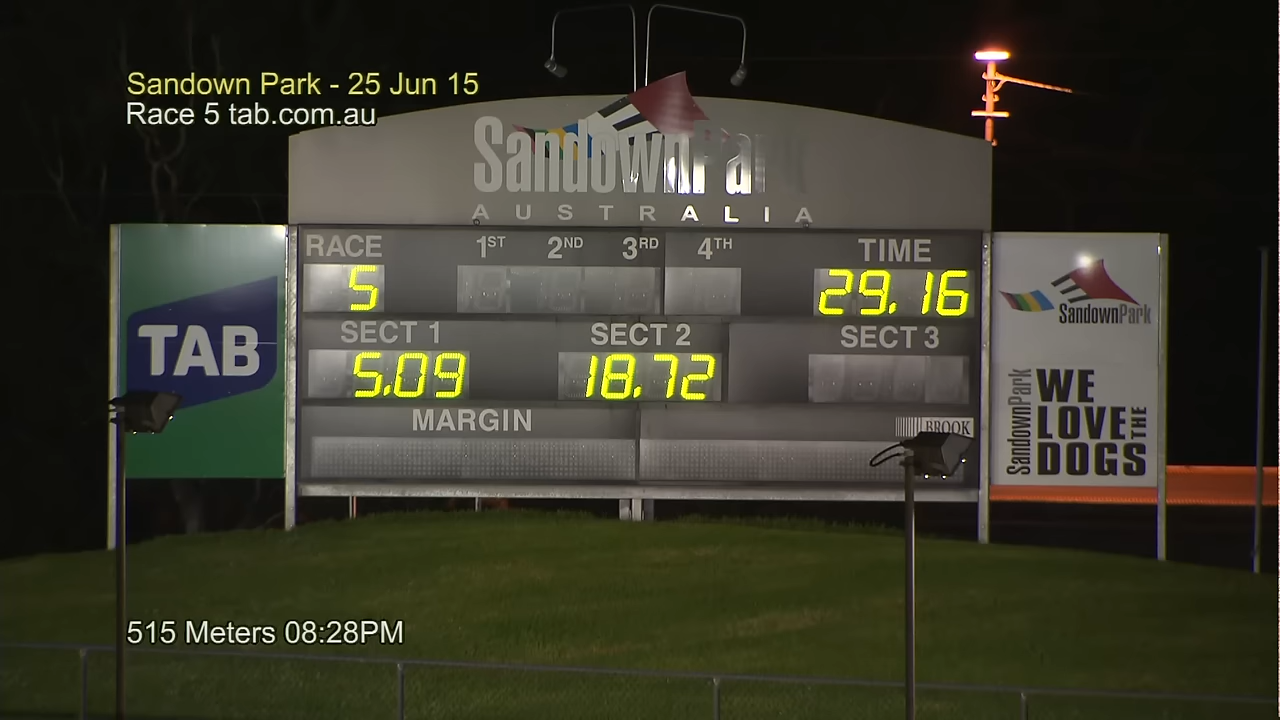 Sandown Park - 25 Jun 15
Race 5 tab.com.au
SandownPark
AUSTRALIA
RACE 1ST 2ND 3RD 4TH TIME
5 29.16
SECT 1 SECT 2 SECT 3
5.09 18.72
MARGIN
BROOK
TAB
SandownPark
SandownPark
WE
LOVE THE
DOGS
515 Meters 08:28PM